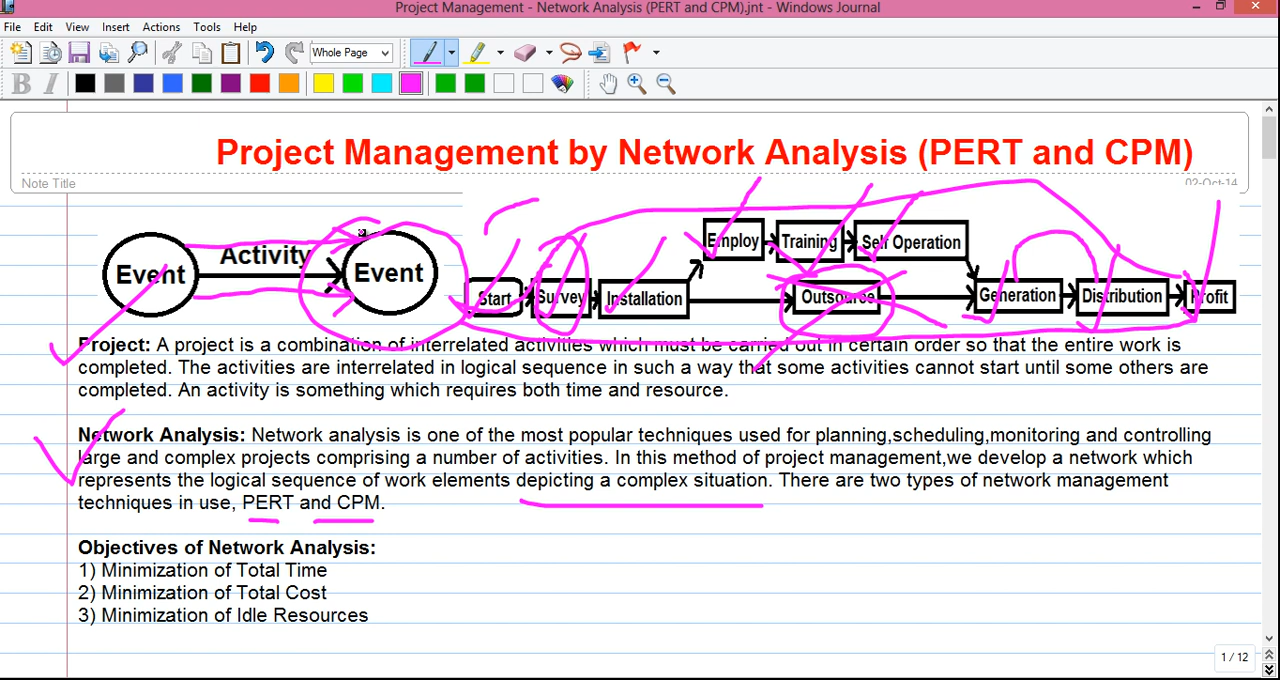 Project Management - Network Analysis (PERT and CPM).jnt - Windows Journal
File Edit View Insert Actions Tools Help
Whole Page
B I
Project Management by Network Analysis (PERT and CPM)
Note Title
02-Oct-14
Event Activity Event
Employ Training Self Operation
Start Survey Installation Outsource Generation Distribution Profit
Project: A project is a combination of interrelated activities which must be carried out in certain order so that the entire work is
completed. The activities are interrelated in logical sequence in such a way that some activities cannot start until some others are
completed. An activity is something which requires both time and resource.
Network Analysis: Network analysis is one of the most popular techniques used for planning,scheduling,monitoring and controlling
large and complex projects comprising a number of activities. In this method of project management,we develop a network which
represents the logical sequence of work elements depicting a complex situation. There are two types of network management
techniques in use, PERT and CPM.
Objectives of Network Analysis:
1) Minimization of Total Time
2) Minimization of Total Cost
3) Minimization of Idle Resources
1 / 12